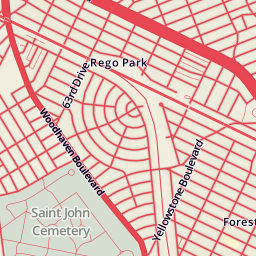 Rego Park
63rd Drive
Woodhaven Boulevard
Yellowstone Boulevard
Saint John
Cemetery
Forest